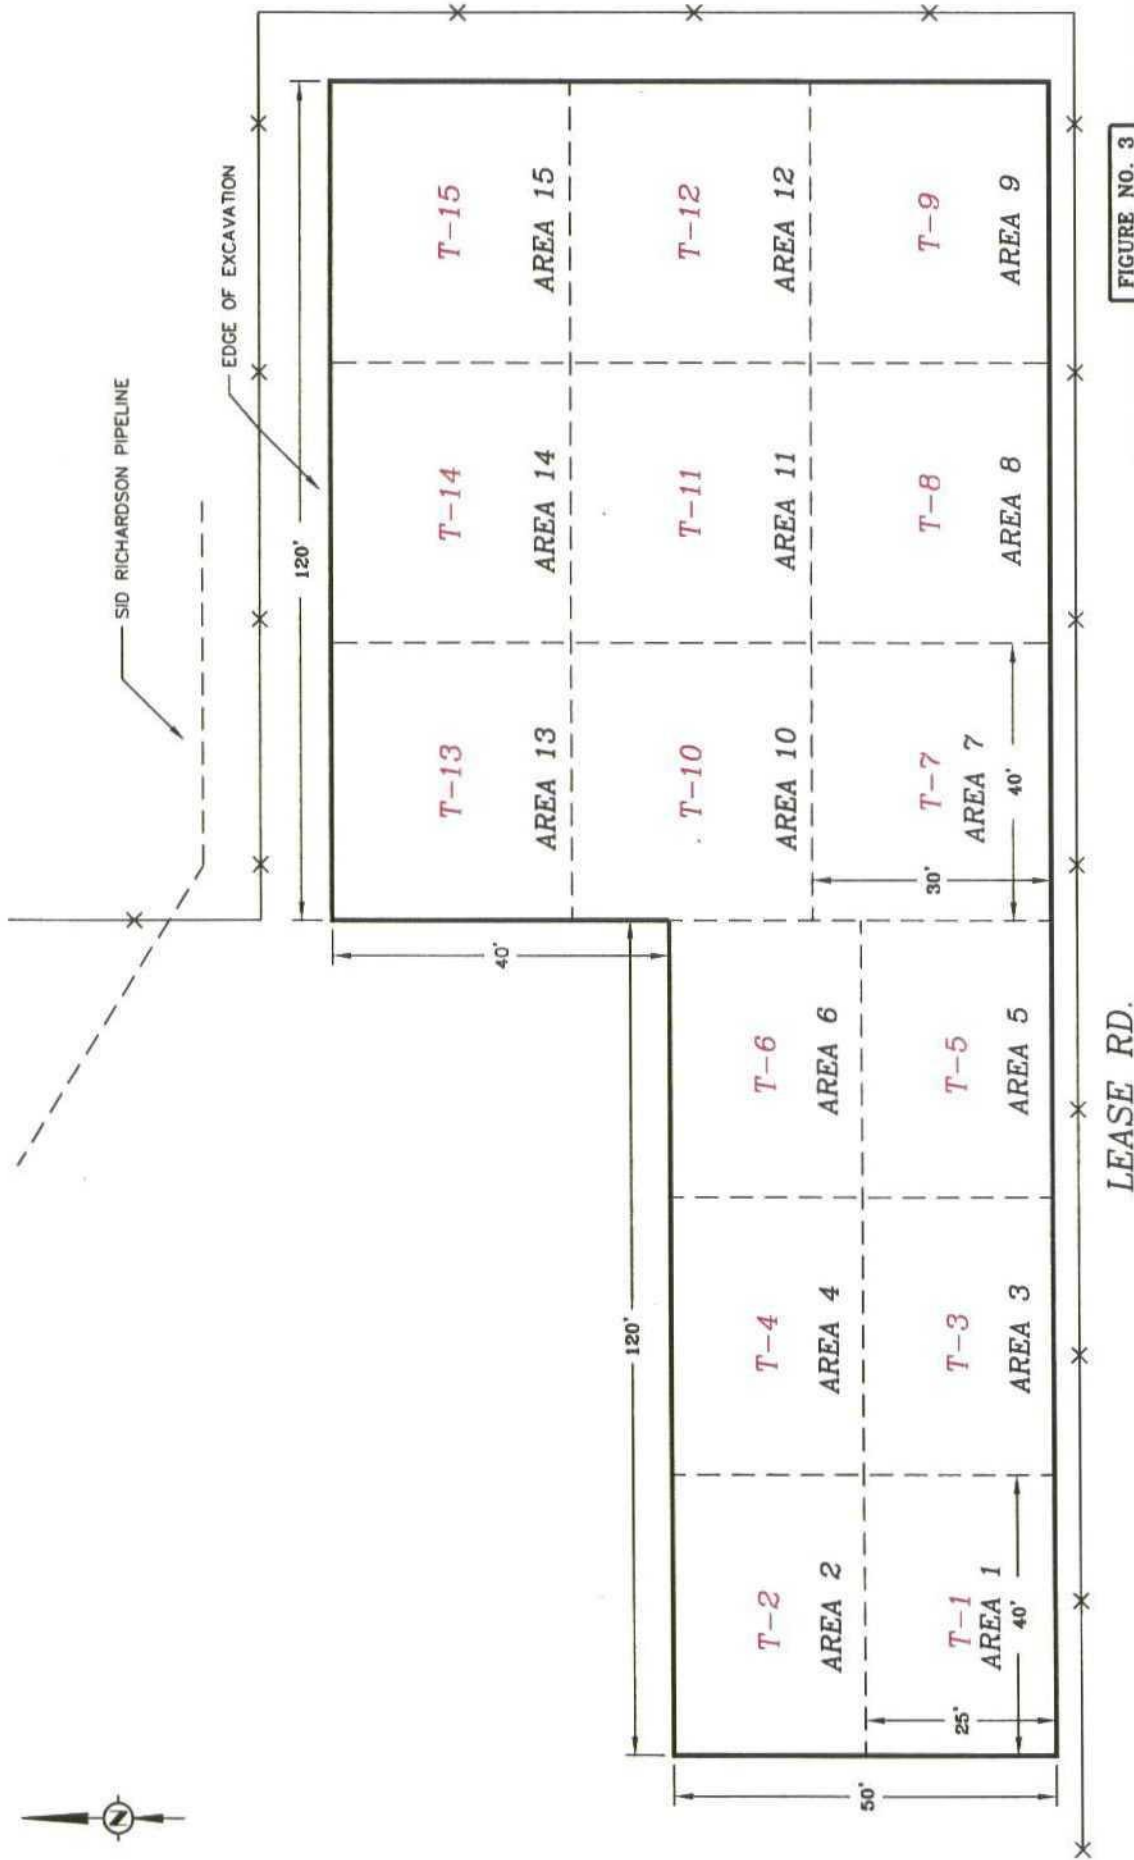 SID RICHARDSON PIPELINE
EDGE OF EXCAVATION
120'
40'
T-13
AREA 13
T-14
AREA 14
T-15
AREA 15
120'
T-10
AREA 10
T-11
AREA 11
T-12
AREA 12
T-2
AREA 2
T-4
AREA 4
T-6
AREA 6
30'
T-7
AREA 7
40'
T-8
AREA 8
T-9
AREA 9
50'
25'
T-1
AREA 1
40'
T-3
AREA 3
T-5
AREA 5
N
LEASE RD.
FIGURE NO. 3